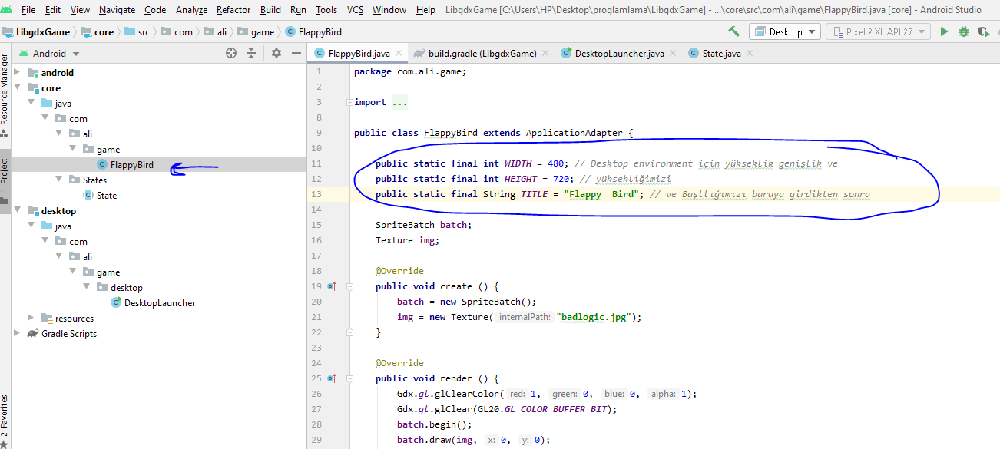 File Edit View Navigate Code Analyze Refactor Build Run Tools VCS Window Help LibgdxGame [C:\Users\HP\Desktop\proglamlama\LibgdxGame] - ...\core\src\com\ali\game\FlappyBird.java [core] - Android Studio
LibgdxGame core src com ali game FlappyBird Desktop Pixel 2 XL API 27
Resource Manager
1: Project
2: Favorites
Android
android
core
java
com
ali
game
FlappyBird
States
State
desktop
java
com
ali
game
desktop
DesktopLauncher
resources
Gradle Scripts
FlappyBird.java build.gradle (LibgdxGame) DesktopLauncher.java State.java
1 package com.ali.game;
2
3 import ...
8
9 public class FlappyBird extends ApplicationAdapter {
10
11 public static final int WIDTH = 480; // Desktop environment için yükseklik genişlik ve
12 public static final int HEIGHT = 720; // yüksekliğimizi
13 public static final String TITLE = "Flappy  Bird"; // ve Başllığımızı buraya girdikten sonra
14
15 SpriteBatch batch;
16 Texture img;
17
18 @Override
19 public void create () {
20 batch = new SpriteBatch();
21 img = new Texture( internalPath: "badlogic.jpg");
22 }
23
24 @Override
25 public void render () {
26 Gdx.gl.glClearColor( red: 1, green: 0, blue: 0, alpha: 1);
27 Gdx.gl.glClear(GL20.GL_COLOR_BUFFER_BIT);
28 batch.begin();
29 batch.draw(img, x: 0, y: 0);